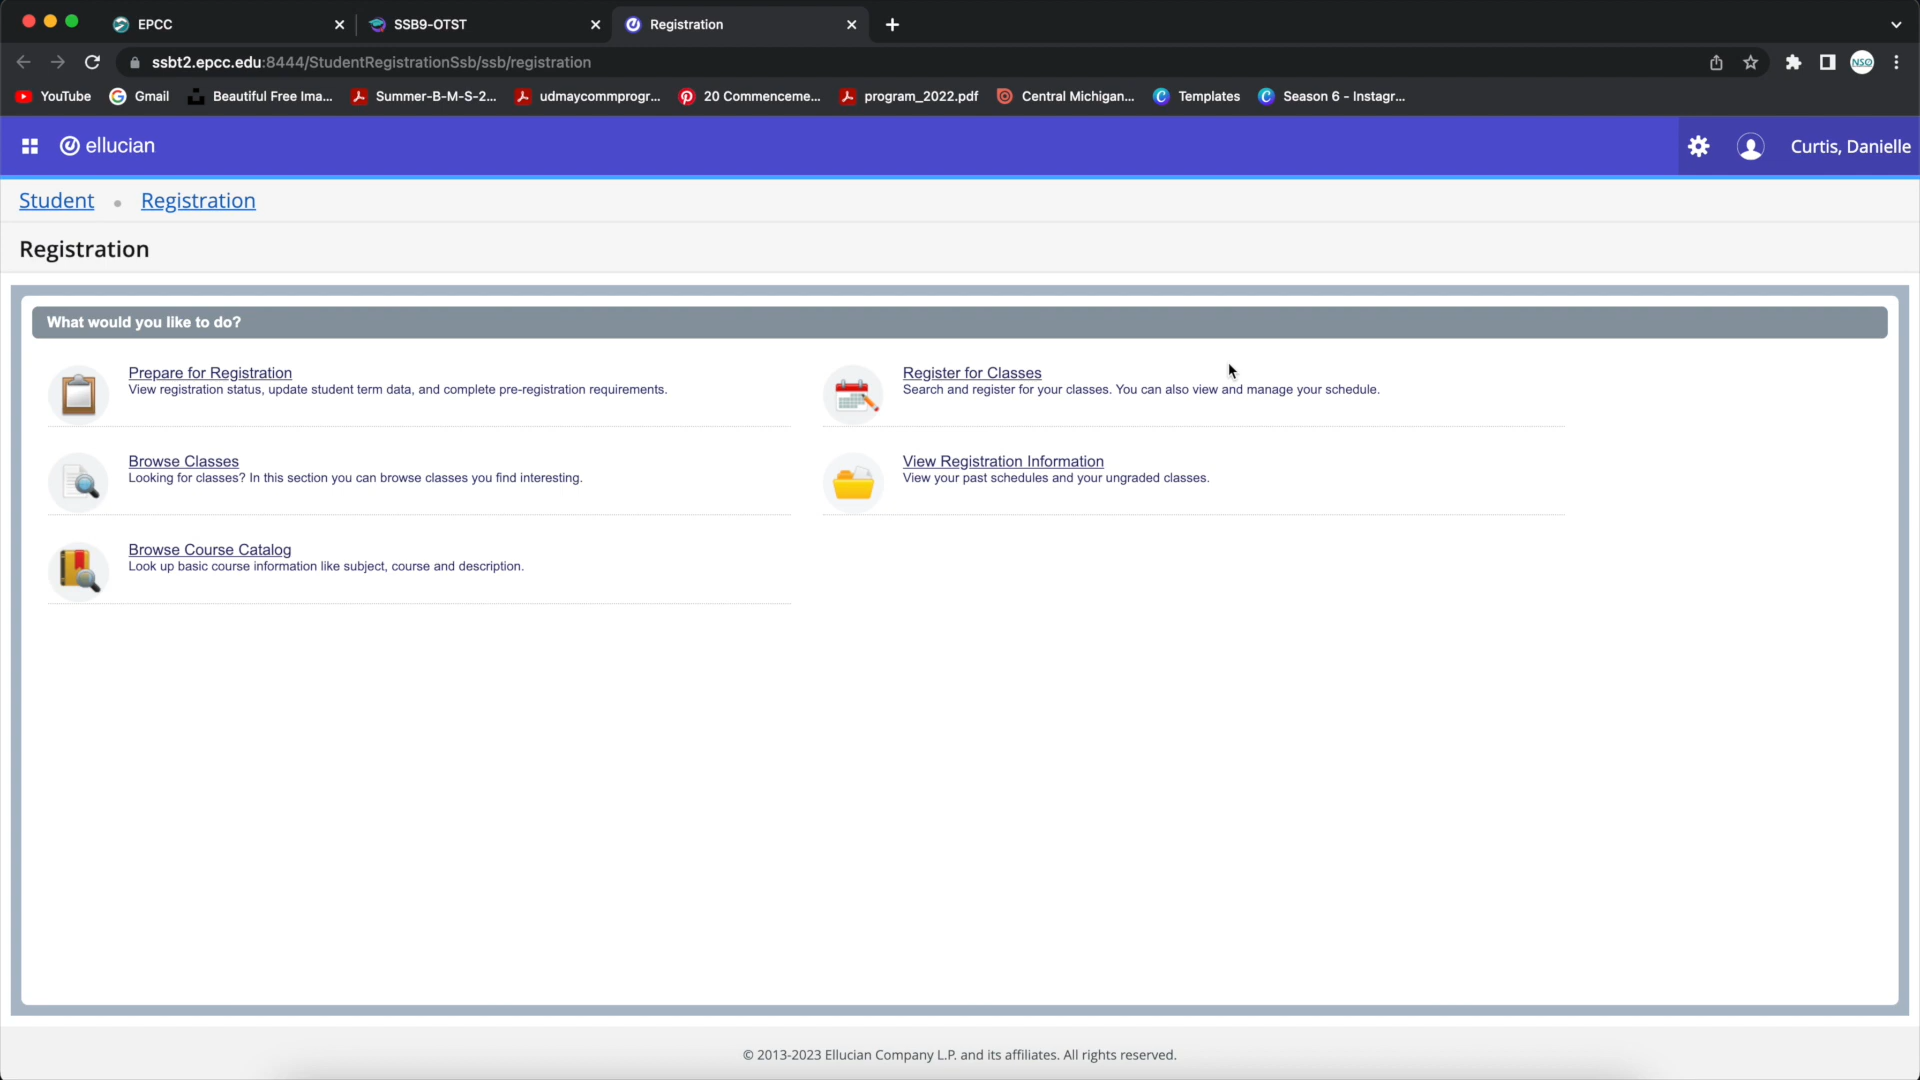 EPCC
SSB9-OTST
Registration
ssbt2.epcc.edu:8444/StudentRegistrationSsb/ssb/registration
NSO
YouTube
Gmail
Beautiful Free Ima...
Summer-B-M-S-2...
udmaycommprogr...
20 Commenceme...
program_2022.pdf
Central Michigan...
Templates
Season 6 - Instagr...
ellucian
Curtis, Danielle
Student • Registration
Registration
What would you like to do?
Prepare for Registration
View registration status, update student term data, and complete pre-registration requirements.
Register for Classes
Search and register for your classes. You can also view and manage your schedule.
Browse Classes
Looking for classes? In this section you can browse classes you find interesting.
View Registration Information
View your past schedules and your ungraded classes.
Browse Course Catalog
Look up basic course information like subject, course and description.
© 2013-2023 Ellucian Company L.P. and its affiliates. All rights reserved.